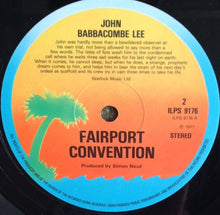 JOHN
BABBACOMBE LEE
John was hardly more than a bewildered observer at
his own trial, not being allowed to say more than a
few words. The tides of fate wash him to the condemned
cell where he waits three sad weeks for his last night on earth.
When it comes, he cannot sleep, but when he does, a strange, prophetic
dream comes to him, and helps him to bear the strain of his next day's
ordeal as scaffold and its crew try in vain three times to take his life.
Warlock Music Ltd
2
ILPS 9176
ILPS 9176-B
℗ 1971
STEREO
FAIRPORT
CONVENTION
Produced by Simon Nicol